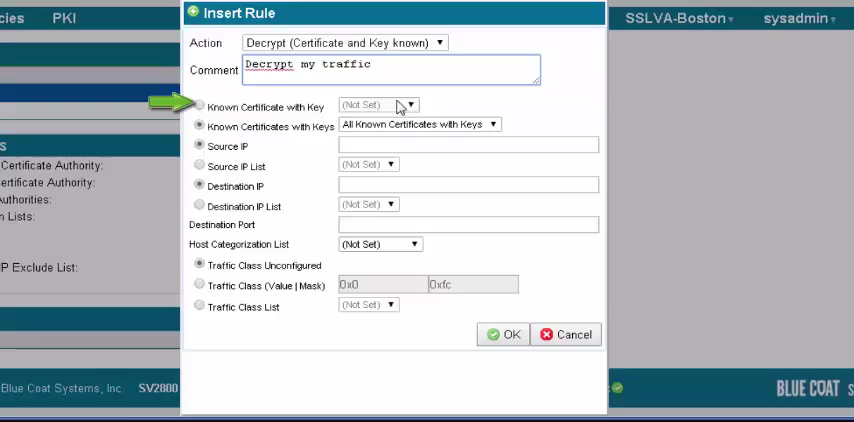 cies PKI Insert Rule SSLVA-Boston sysadmin
Action Decrypt (Certificate and Key known)
Comment Decrypt my traffic
Known Certificate with Key (Not Set)
Known Certificates with Keys All Known Certificates with Keys
s Source IP
Certificate Authority: Source IP List (Not Set)
ertificate Authority: Destination IP
uthorities: Destination IP List (Not Set)
n Lists: Destination Port
Host Categorization List (Not Set)
IP Exclude List: Traffic Class Unconfigured
Traffic Class (Value | Mask) 0x0 0xfc
Traffic Class List (Not Set)
OK Cancel
Blue Coat Systems, Inc. SV2800 BLUE COAT S